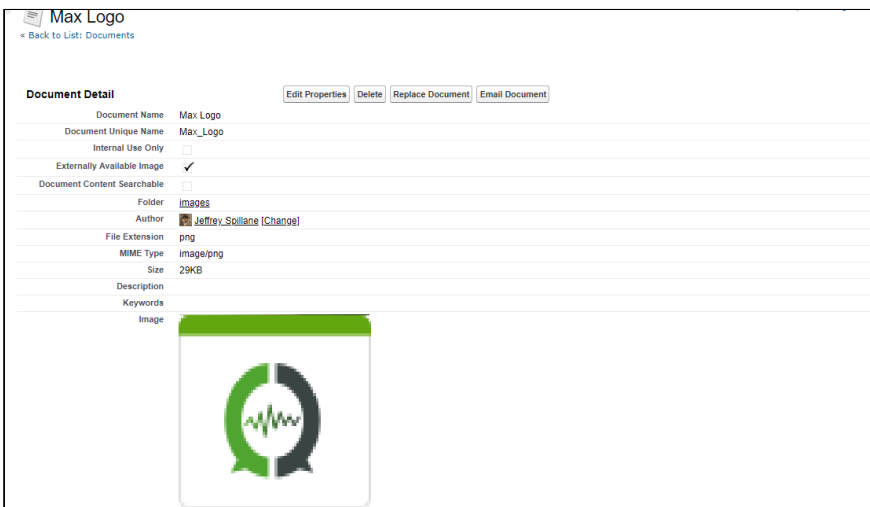 Max Logo
« Back to List: Documents
Document Detail
Edit Properties Delete Replace Document Email Document
Document Name Max Logo
Document Unique Name Max_Logo
Internal Use Only
Externally Available Image
Document Content Searchable
Folder images
Author Jeffrey Spillane [Change]
File Extension png
MIME Type image/png
Size 29KB
Description
Keywords
Image